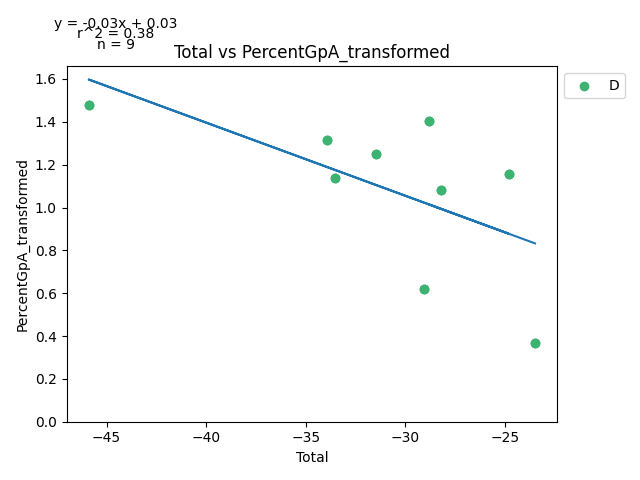 y = -0.03x + 0.03
r^2 = 0.38
n = 9
Total vs PercentGpA_transformed
D
PercentGpA_transformed
1.6
1.4
1.2
1.0
0.8
0.6
0.4
0.2
0.0
−45 −40 −35 −30 −25
Total